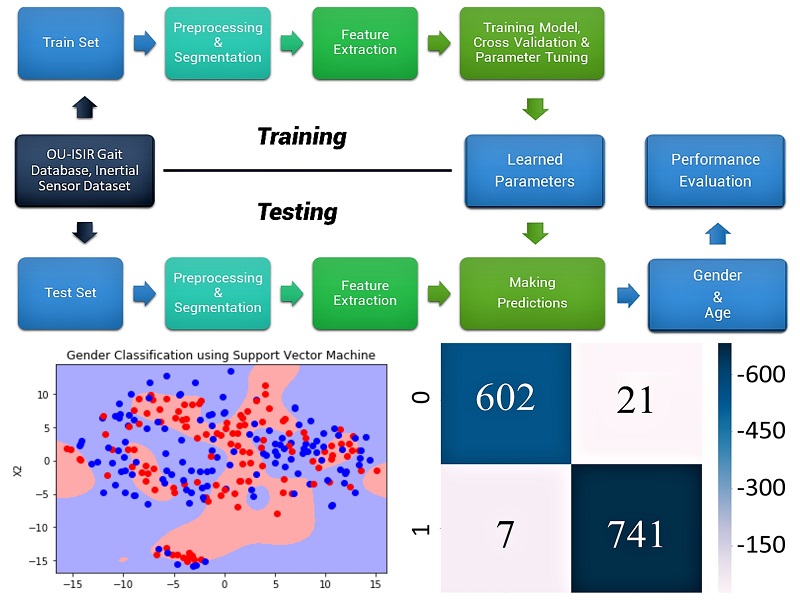 Train Set
Preprocessing
&
Segmentation
Feature
Extraction
Training Model,
Cross Validation &
Parameter Tuning
OU-ISIR Gait
Database, Inertial
Sensor Dataset
Training
Testing
Learned
Parameters
Performance
Evaluation
Test Set
Preprocessing
&
Segmentation
Feature
Extraction
Making
Predictions
Gender
&
Age
Gender Classification using Support Vector Machine
X2
10
5
0
−5
−10
−15
−15
−10
−5
0
5
10
15
0
1
602
21
7
741
-600
-450
-300
-150